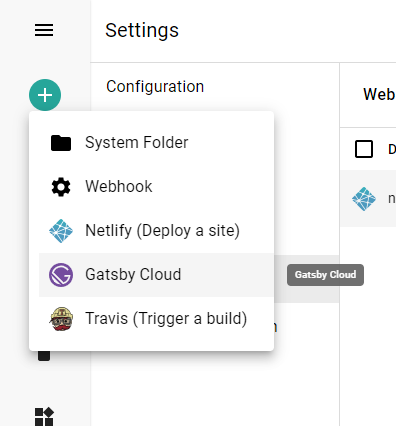 Settings
Configuration
Web
System Folder
D
Webhook
n
Netlify (Deploy a site)
Gatsby Cloud
Gatsby Cloud
Travis (Trigger a build)
n